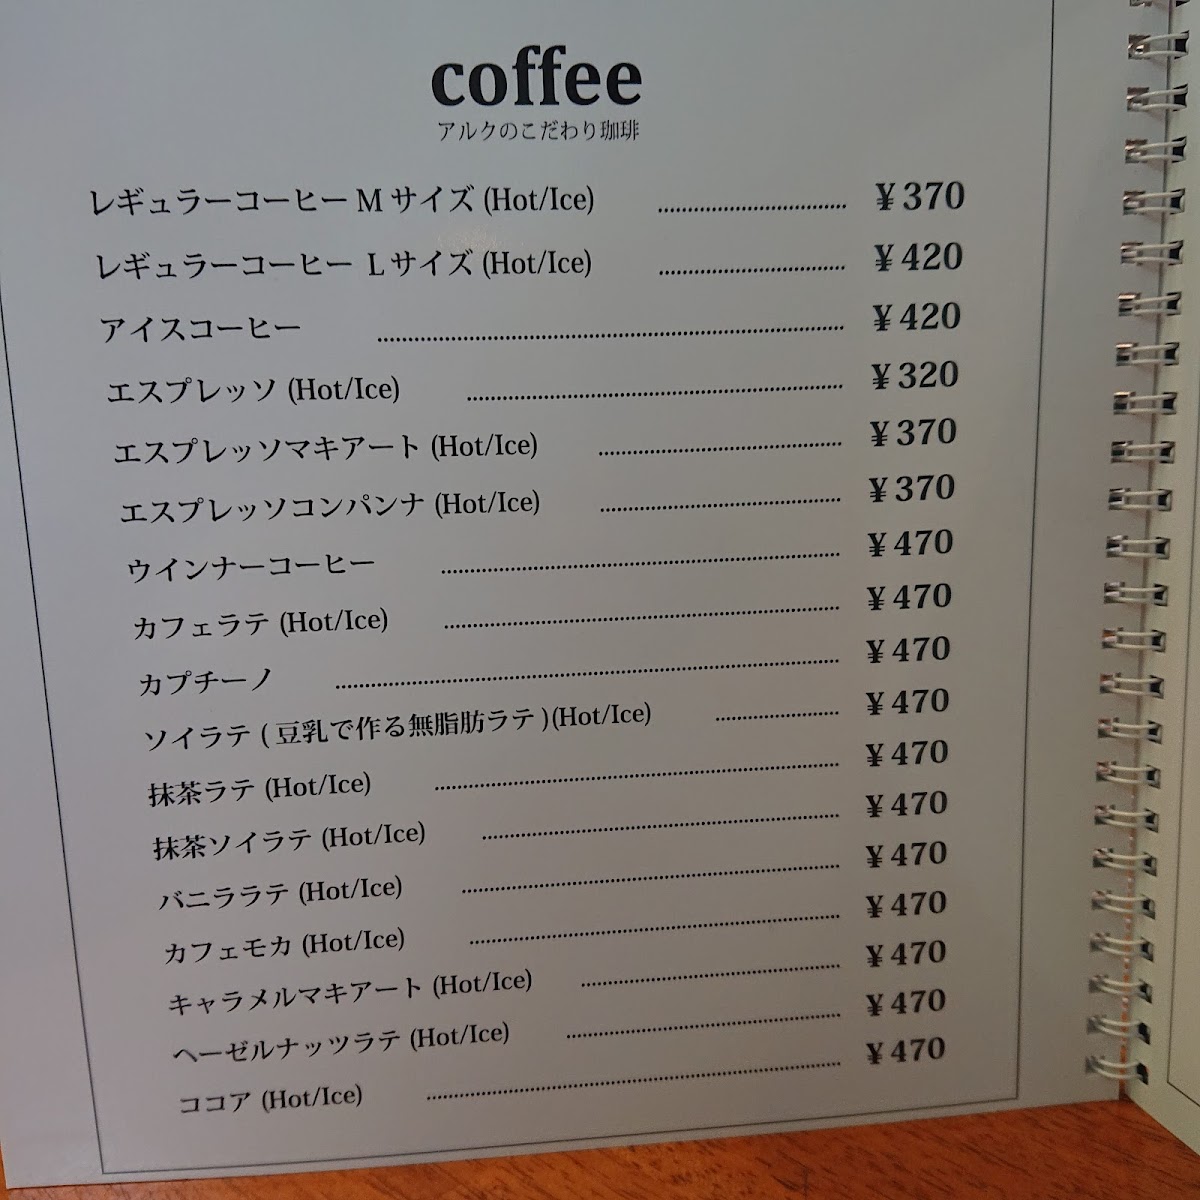 coffee
アルクのこだわり珈琲
レギュラーコーヒー M サイズ (Hot/Ice) ¥370
レギュラーコーヒー L サイズ (Hot/Ice) ¥420
アイスコーヒー ¥420
エスプレッソ (Hot/Ice) ¥320
エスプレッソマキアート (Hot/Ice) ¥370
エスプレッソコンパンナ (Hot/Ice) ¥370
ウインナーコーヒー ¥470
カフェラテ (Hot/Ice) ¥470
カプチーノ ¥470
ソイラテ ( 豆乳で作る無脂肪ラテ )(Hot/Ice) ¥470
抹茶ラテ (Hot/Ice) ¥470
抹茶ソイラテ (Hot/Ice) ¥470
バニララテ (Hot/Ice) ¥470
カフェモカ (Hot/Ice) ¥470
キャラメルマキアート (Hot/Ice) ¥470
ヘーゼルナッツラテ (Hot/Ice) ¥470
ココア (Hot/Ice) ¥470